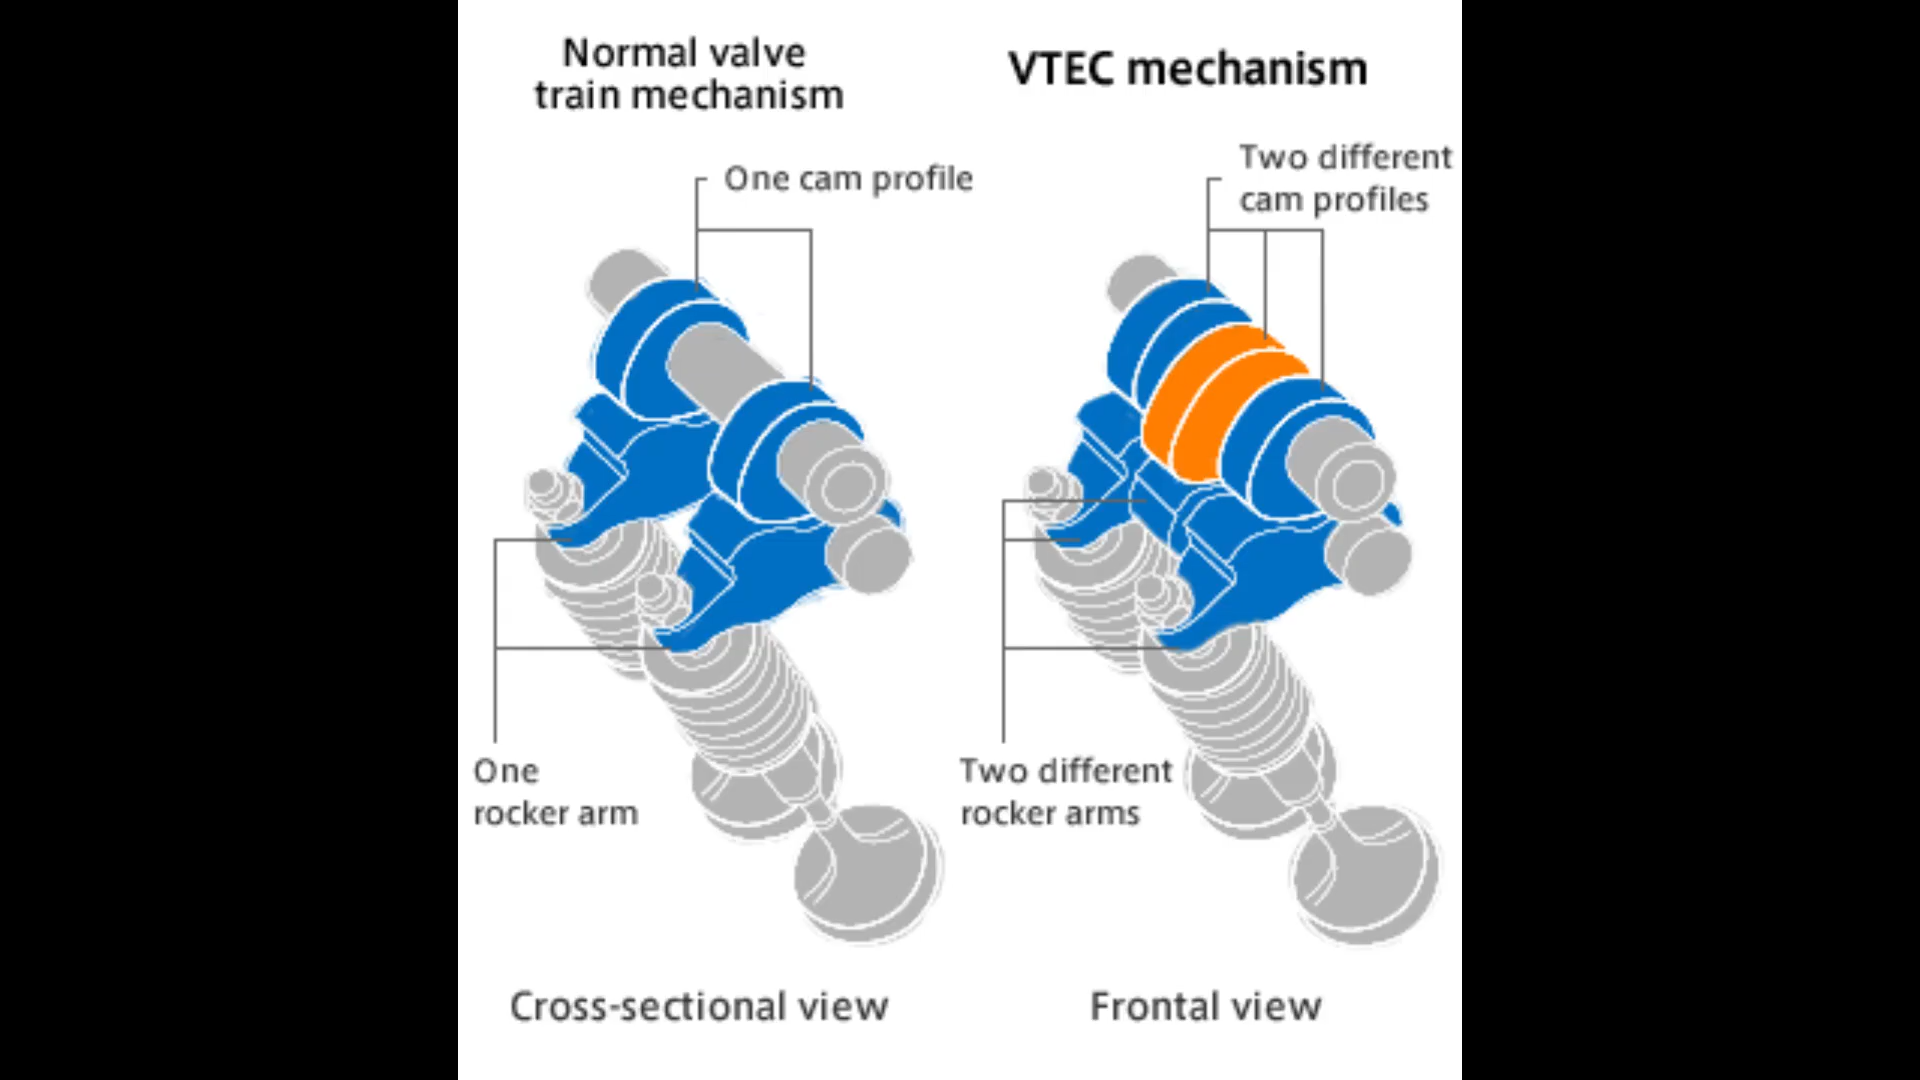 Normal valve
train mechanism
VTEC mechanism
One cam profile
Two different
cam profiles
One
rocker arm
Two different
rocker arms
Cross-sectional view
Frontal view